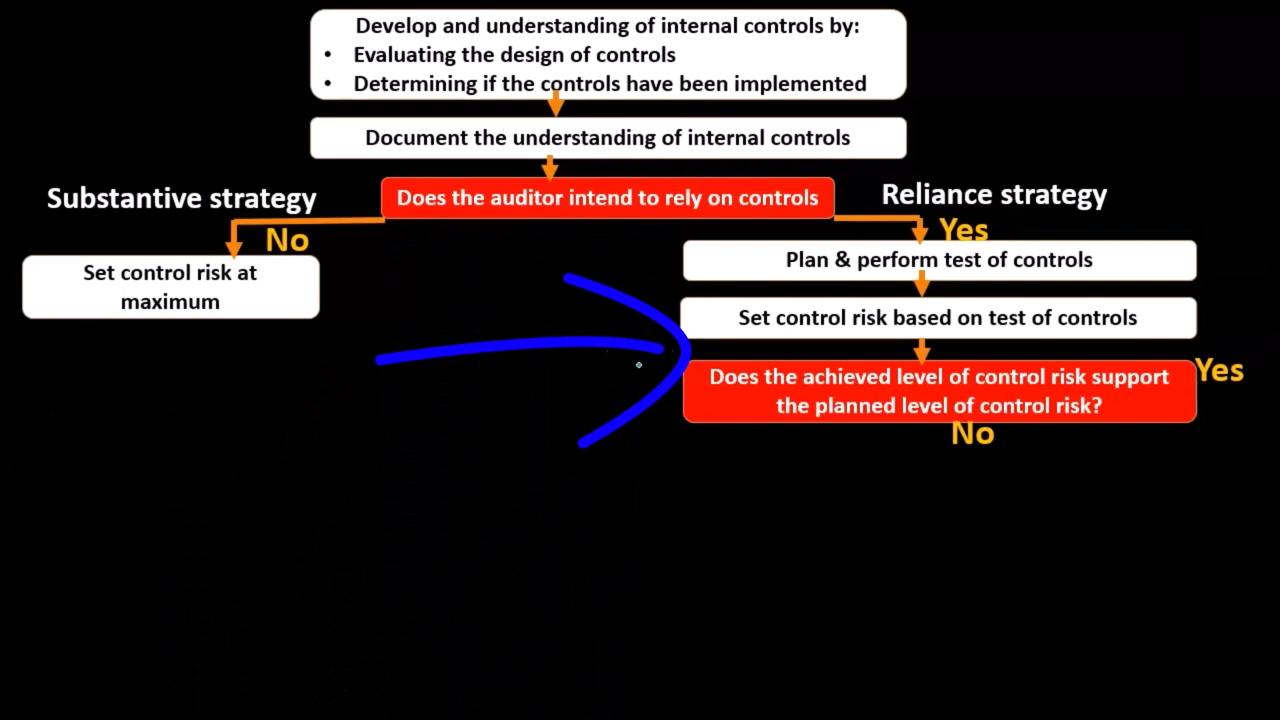 Develop and understanding of internal controls by:
• Evaluating the design of controls
• Determining if the controls have been implemented
Document the understanding of internal controls
Does the auditor intend to rely on controls
Substantive strategy
Reliance strategy
No
Yes
Set control risk at
maximum
Plan & perform test of controls
Set control risk based on test of controls
Does the achieved level of control risk support
the planned level of control risk?
Yes
No